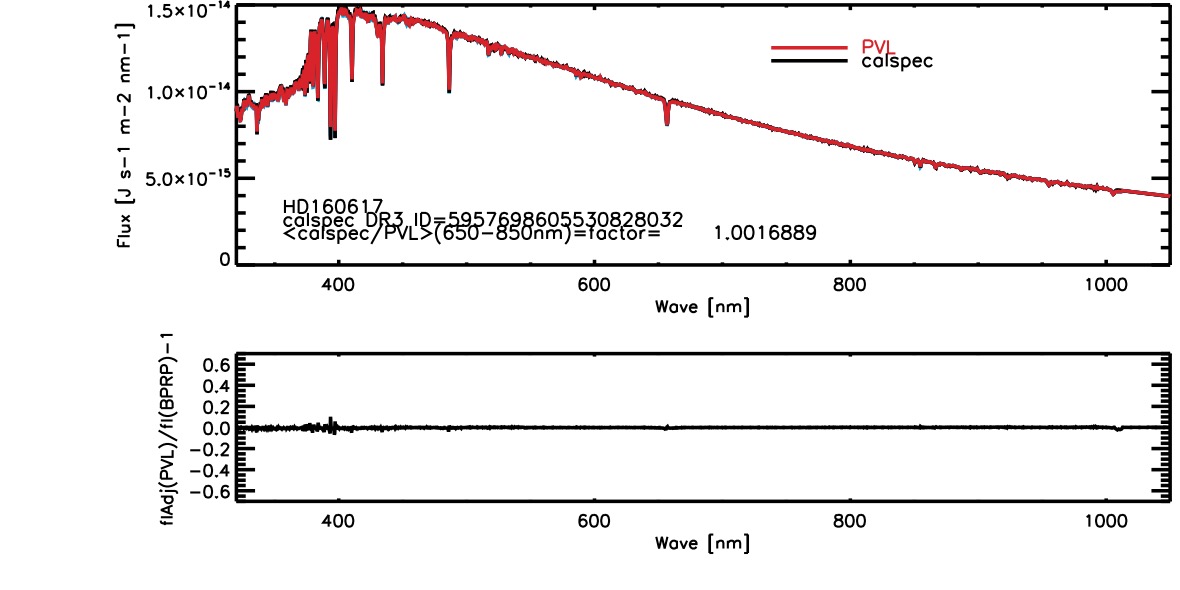 1.5×10−14
1.0×10−14
5.0×10−15
0
Flux [J s−1 m−2 nm−1]
PVL
calspec
HD160617
calspec DR3 ID=5957698605530828032
<calspec/PVL>(650−850nm)=factor= 1.0016889
400 600 800 1000
Wave [nm]
0.6
0.4
0.2
0.0
−0.2
−0.4
−0.6
flAdj(PVL)/fl(BPRP)−1
400 600 800 1000
Wave [nm]